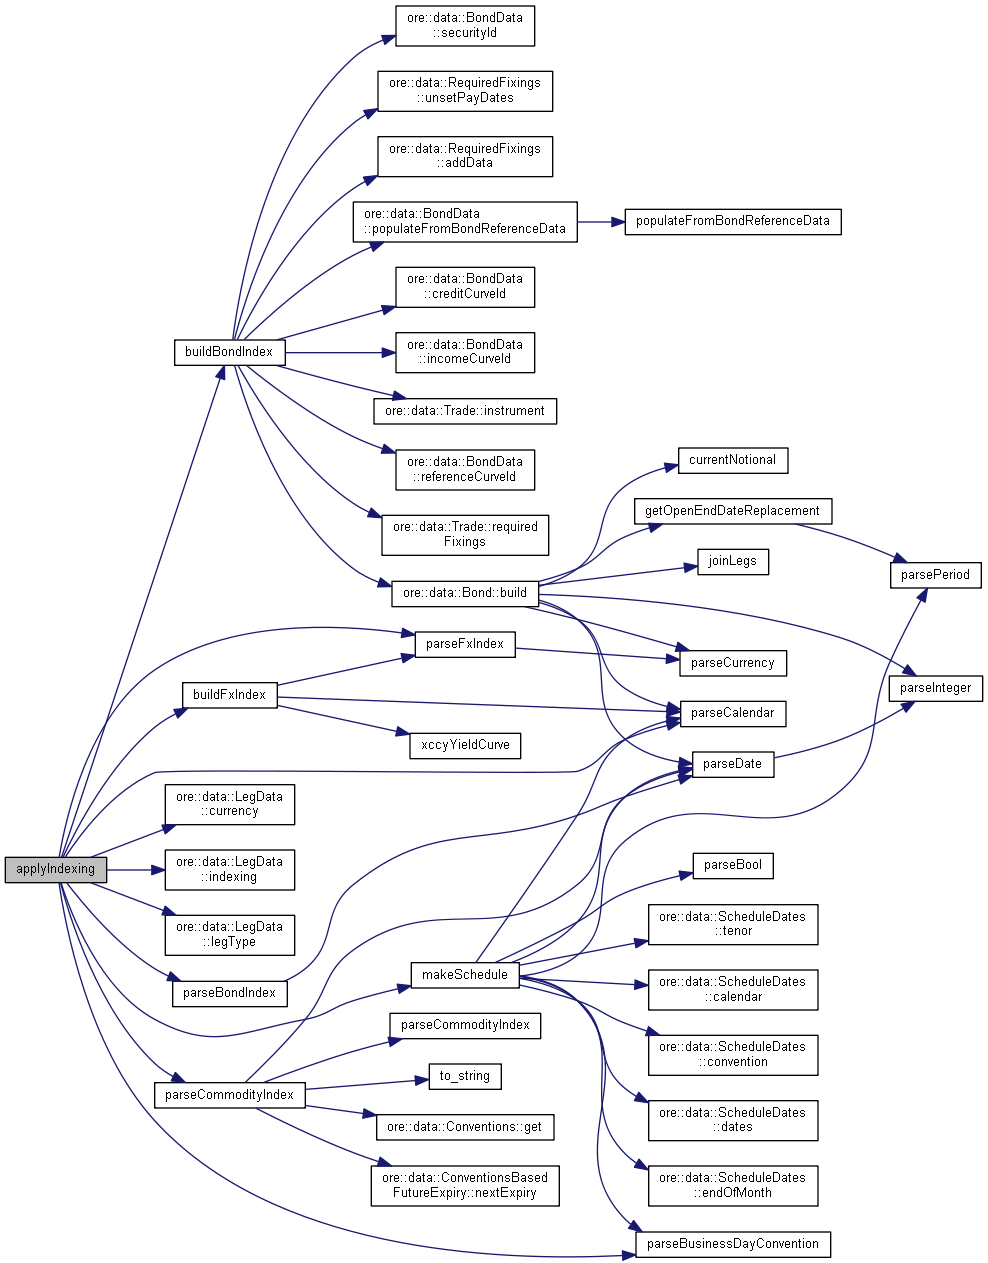 ore::data::BondData
::securityId
ore::data::RequiredFixings
::unsetPayDates
ore::data::RequiredFixings
::addData
ore::data::BondData
::populateFromBondReferenceData
populateFromBondReferenceData
ore::data::BondData
::creditCurveId
buildBondIndex
ore::data::BondData
::incomeCurveId
ore::data::Trade::instrument
ore::data::BondData
::referenceCurveId
currentNotional
getOpenEndDateReplacement
ore::data::Trade::required
Fixings
joinLegs
parsePeriod
ore::data::Bond::build
parseFxIndex
parseCurrency
parseInteger
buildFxIndex
parseCalendar
xccyYieldCurve
parseDate
ore::data::LegData
::currency
applyIndexing
ore::data::LegData
::indexing
parseBool
ore::data::LegData
::legType
ore::data::ScheduleDates
::tenor
makeSchedule
parseBondIndex
ore::data::ScheduleDates
::calendar
parseCommodityIndex
ore::data::ScheduleDates
::convention
to_string
parseCommodityIndex
ore::data::Conventions::get
ore::data::ScheduleDates
::dates
ore::data::ConventionsBased
FutureExpiry::nextExpiry
ore::data::ScheduleDates
::endOfMonth
parseBusinessDayConvention